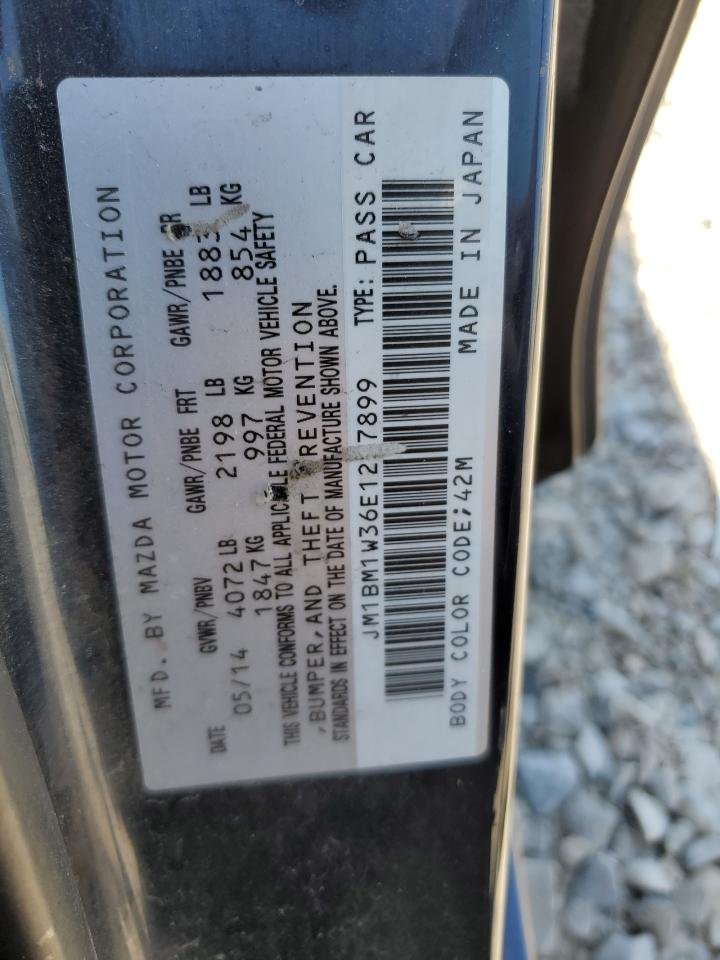 MFD. BY MAZDA MOTOR CORPORATION
DATE GVWR/PNBV GAWR/PNBE FRT GAWR/PNBE RR
05/14 4072 LB 2198 LB 1883 LB
1847 KG 997 KG 854 KG
THIS VEHICLE CONFORMS TO ALL APPLICABLE FEDERAL MOTOR VEHICLE SAFETY
,BUMPER,AND THEFT PREVENTION
STANDARDS IN EFFECT ON THE DATE OF MANUFACTURE SHOWN ABOVE.
TYPE: PASS CAR
BODY COLOR CODE;42M MADE IN JAPAN